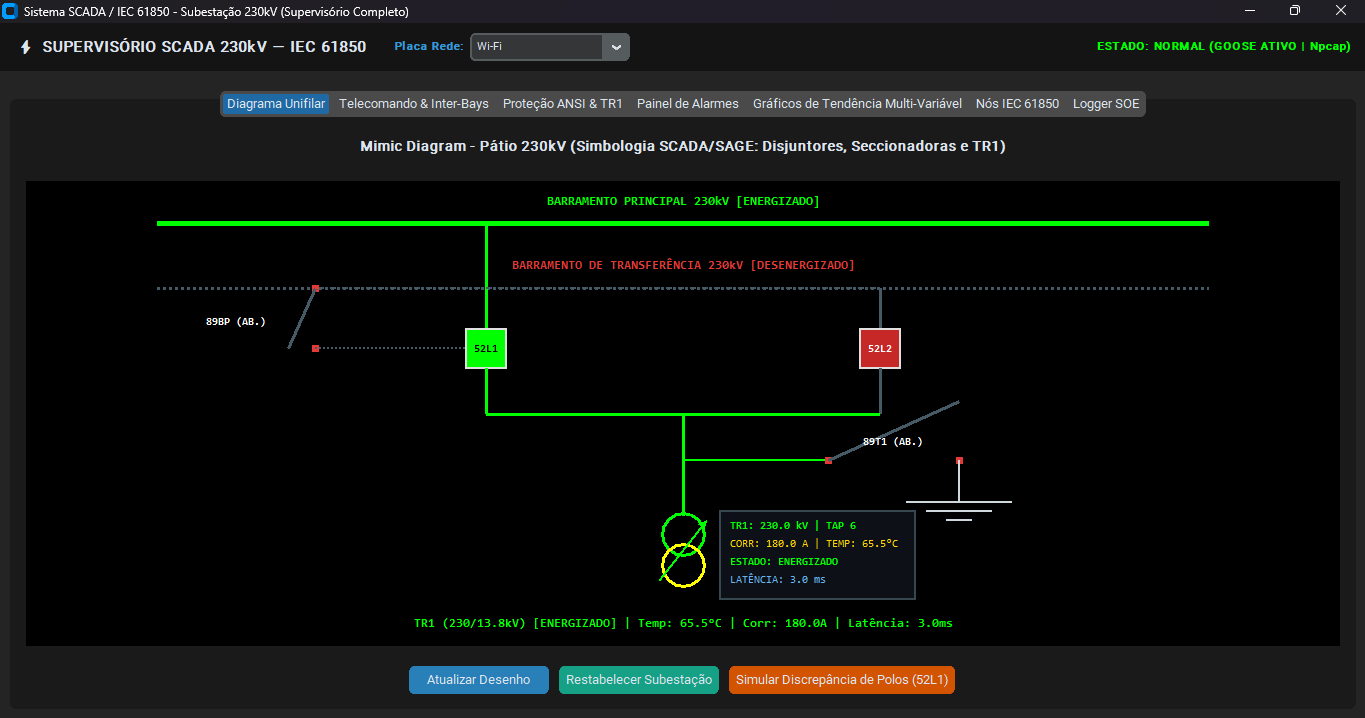 Sistema SCADA / IEC 61850 - Subestação 230kV (Supervisório Completo)
SUPERVISÓRIO SCADA 230kV — IEC 61850
Placa Rede:
Wi-Fi
ESTADO: NORMAL (GOOSE ATIVO | Npcap)
Diagrama Unifilar
Telecomando & Inter-Bays
Proteção ANSI & TR1
Painel de Alarmes
Gráficos de Tendência Multi-Variável
Nós IEC 61850
Logger SOE
Mimic Diagram - Pátio 230kV (Simbologia SCADA/SAGE: Disjuntores, Seccionadoras e TR1)
BARRAMENTO PRINCIPAL 230kV [ENERGIZADO]
BARRAMENTO DE TRANSFERÊNCIA 230kV [DESENERGIZADO]
89BP (AB.)
52L1
52L2
89T1 (AB.)
TR1: 230.0 kV | TAP 6
CORR: 180.0 A | TEMP: 65.5°C
ESTADO: ENERGIZADO
LATÊNCIA: 3.0 ms
TR1 (230/13.8kV) [ENERGIZADO] | Temp: 65.5°C | Corr: 180.0A | Latência: 3.0ms
Atualizar Desenho
Restabelecer Subestação
Simular Discrepância de Polos (52L1)